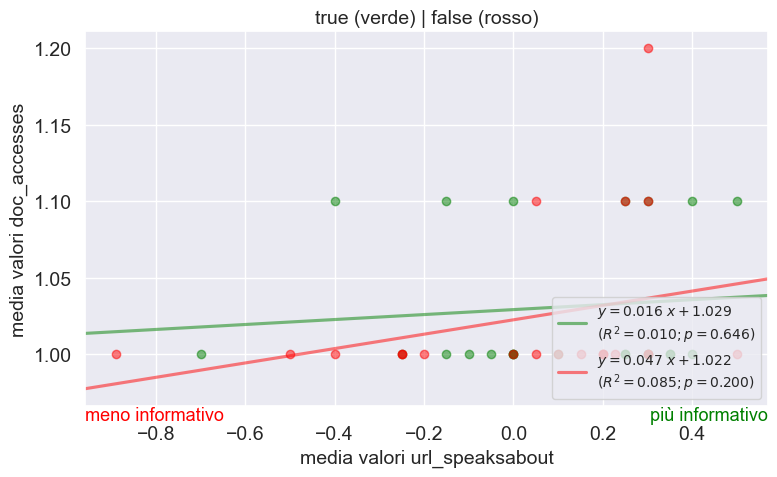 true (verde) | false (rosso)
media valori doc_accesses
1.20
1.15
1.10
1.05
1.00
y = 0.016 x + 1.029
(R² = 0.010; p = 0.646)
y = 0.047 x + 1.022
(R² = 0.085; p = 0.200)
meno informativo
più informativo
−0.8 −0.6 −0.4 −0.2 0.0 0.2 0.4
media valori url_speaksabout